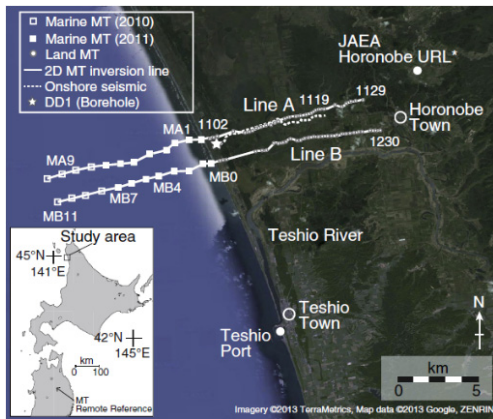 Marine MT (2010)
Marine MT (2011)
Land MT
2D MT inversion line
Onshore seismic
DD1 (Borehole)
JAEA
Horonobe URL*
1129
1119
Line A
1102
MA1
Horonobe
Town
1230
MA9
Line B
MB0
MB4
MB7
MB11
Study area
45°N
141°E
Teshio River
42°N
145°E
Teshio
Town
Teshio
Port
N
km
0 100
MT
Remote Reference
km
0 5
Imagery ©2013 TerraMetrics, Map data ©2013 Google, ZENRIN